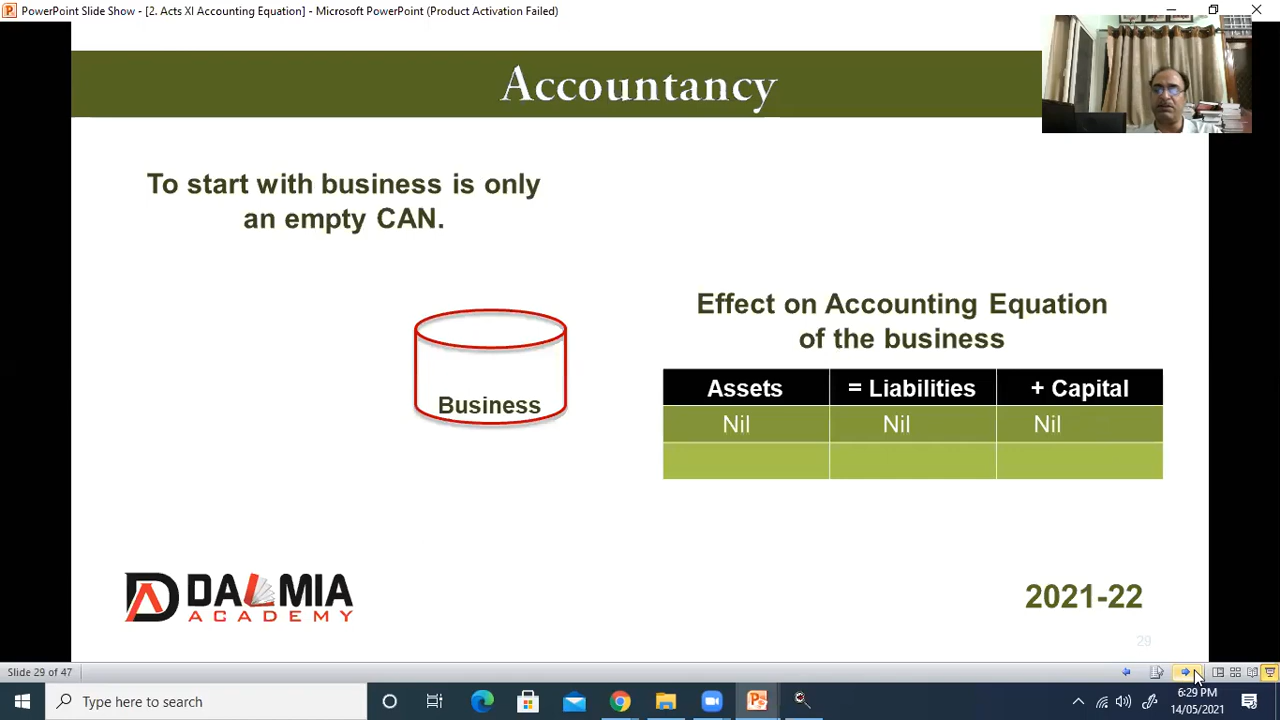 PowerPoint Slide Show - [2. Acts XI Accounting Equation] - Microsoft PowerPoint (Product Activation Failed)
Accountancy
To start with business is only
an empty CAN.
Business
Effect on Accounting Equation
of the business
Assets = Liabilities + Capital
Nil Nil Nil
DALMIA
ACADEMY
2021-22
29
Slide 29 of 47
Type here to search
6:29 PM
14/05/2021